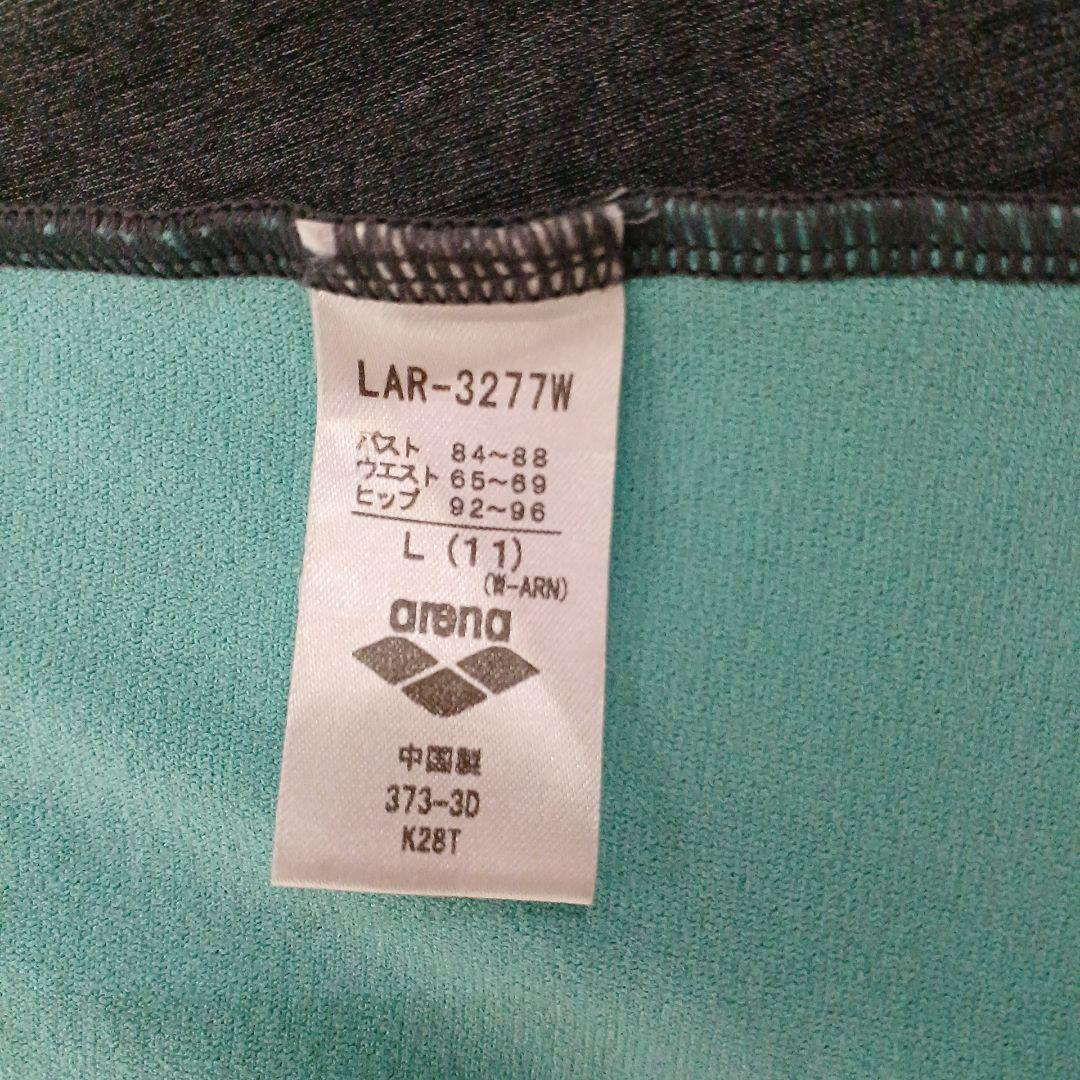 LAR-3277W
バスト 84~88
ウエスト 65~69
ヒップ 92~96
L (11)
(W-ARN)
arena
中国製
373-3D
K28T